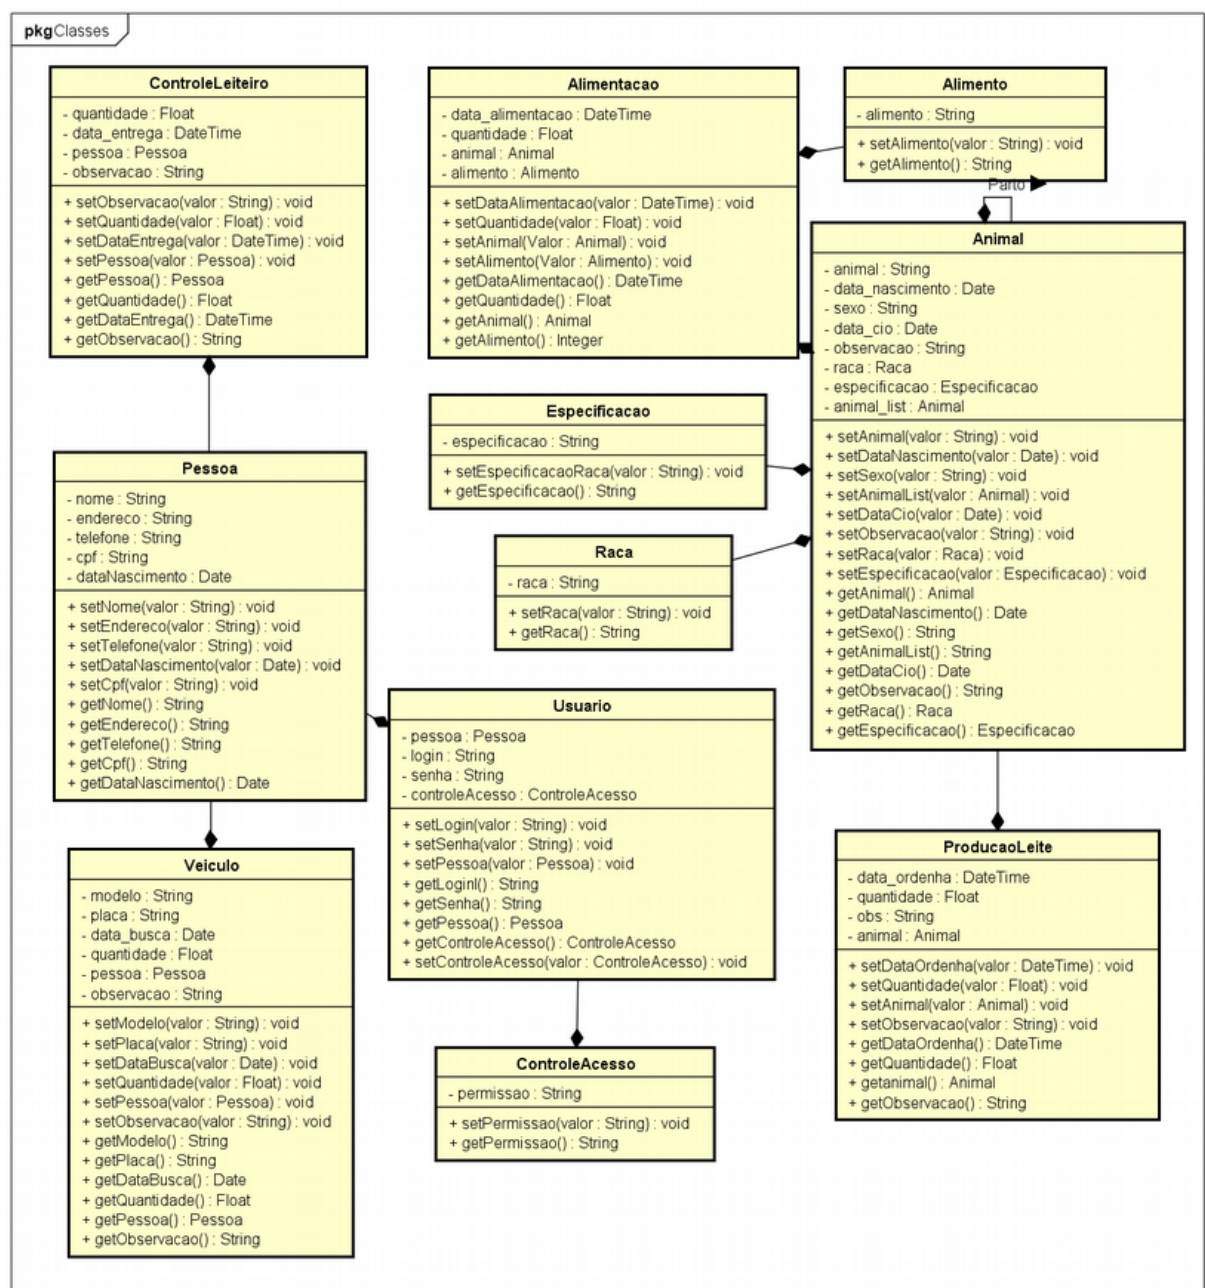 pkgClasses
ControleLeiteiro
- quantidade : Float
- data_entrega : DateTime
- pessoa : Pessoa
- observacao : String
+ setObservacao(valor : String) : void
+ setQuantidade(valor : Float) : void
+ setDataEntrega(valor : DateTime) : void
+ setPessoa(valor : Pessoa) : void
+ getPessoa() : Pessoa
+ getQuantidade() : Float
+ getDataEntrega() : DateTime
+ getObservacao() : String
Alimentacao
- data_alimentacao : DateTime
- quantidade : Float
- animal : Animal
- alimento : Alimento
+ setDataAlimentacao(valor : DateTime) : void
+ setQuantidade(valor : Float) : void
+ setAnimal(Valor : Animal) : void
+ setAlimento(Valor : Alimento) : void
+ getDataAlimentacao() : DateTime
+ getQuantidade() : Float
+ getAnimal() : Animal
+ getAlimento() : Integer
Alimento
- alimento : String
+ setAlimento(valor : String) : void
+ getAlimento() : String
Parto
Animal
- animal : String
- data_nascimento : Date
- sexo : String
- data_cio : Date
- observacao : String
- raca : Raca
- especificacao : Especificacao
- animal_list : Animal
+ setAnimal(valor : String) : void
+ setDataNascimento(valor : Date) : void
+ setSexo(valor : String) : void
+ setAnimalList(valor : Animal) : void
+ setDataCio(valor : Date) : void
+ setObservacao(valor : String) : void
+ setRaca(valor : Raca) : void
+ setEspecificacao(valor : Especificacao) : void
+ getAnimal() : Animal
+ getDataNascimento() : Date
+ getSexo() : String
+ getAnimalList() : String
+ getDataCio() : Date
+ getObservacao() : String
+ getRaca() : Raca
+ getEspecificacao() : Especificacao
Especificacao
- especificacao : String
+ setEspecificacaoRaca(valor : String) : void
+ getEspecificacao() : String
Raca
- raca : String
+ setRaca(valor : String) : void
+ getRaca() : String
Pessoa
- nome : String
- endereco : String
- telefone : String
- cpf : String
- dataNascimento : Date
+ setNome(valor : String) : void
+ setEndereco(valor : String) : void
+ setTelefone(valor : String) : void
+ setDataNascimento(valor : Date) : void
+ setCpf(valor : String) : void
+ getNome() : String
+ getEndereco() : String
+ getTelefone() : String
+ getCpf() : String
+ getDataNascimento() : Date
Usuario
- pessoa : Pessoa
- login : String
- senha : String
- controleAcesso : ControleAcesso
+ setLogin(valor : String) : void
+ setSenha(valor : String) : void
+ setPessoa(valor : Pessoa) : void
+ getLoginl() : String
+ getSenha() : String
+ getPessoa() : Pessoa
+ getControleAcesso() : ControleAcesso
+ setControleAcesso(valor : ControleAcesso) : void
Veiculo
- modelo : String
- placa : String
- data_busca : Date
- quantidade : Float
- pessoa : Pessoa
- observacao : String
+ setModelo(valor : String) : void
+ setPlaca(valor : String) : void
+ setDataBusca(valor : Date) : void
+ setQuantidade(valor : Float) : void
+ setPessoa(valor : Pessoa) : void
+ setObservacao(valor : String) : void
+ getModelo() : String
+ getPlaca() : String
+ getDataBusca() : Date
+ getQuantidade() : Float
+ getPessoa() : Pessoa
+ getObservacao() : String
ControleAcesso
- permissao : String
+ setPermissao(valor : String) : void
+ getPermissao() : String
ProducaoLeite
- data_ordenha : DateTime
- quantidade : Float
- obs : String
- animal : Animal
+ setDataOrdenha(valor : DateTime) : void
+ setQuantidade(valor : Float) : void
+ setAnimal(valor : Animal) : void
+ setObservacao(valor : String) : void
+ getDataOrdenha() : DateTime
+ getQuantidade() : Float
+ getanimal() : Animal
+ getObservacao() : String